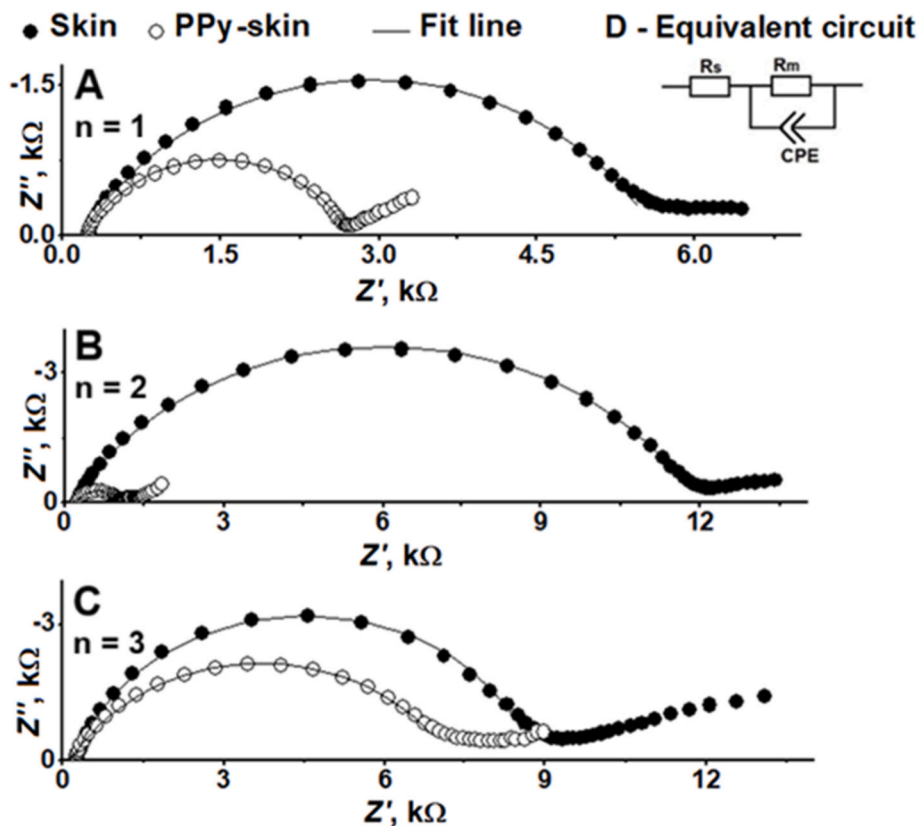 Skin PPy-skin Fit line D - Equivalent circuit
Rs Rm
CPE
A
n = 1
-1.5
0.0
Z'', kΩ
0.0 1.5 3.0 4.5 6.0
Z', kΩ
B
n = 2
-3
0
Z'', kΩ
0 3 6 9 12
Z', kΩ
C
n = 3
-3
0
Z'', kΩ
0 3 6 9 12
Z', kΩ